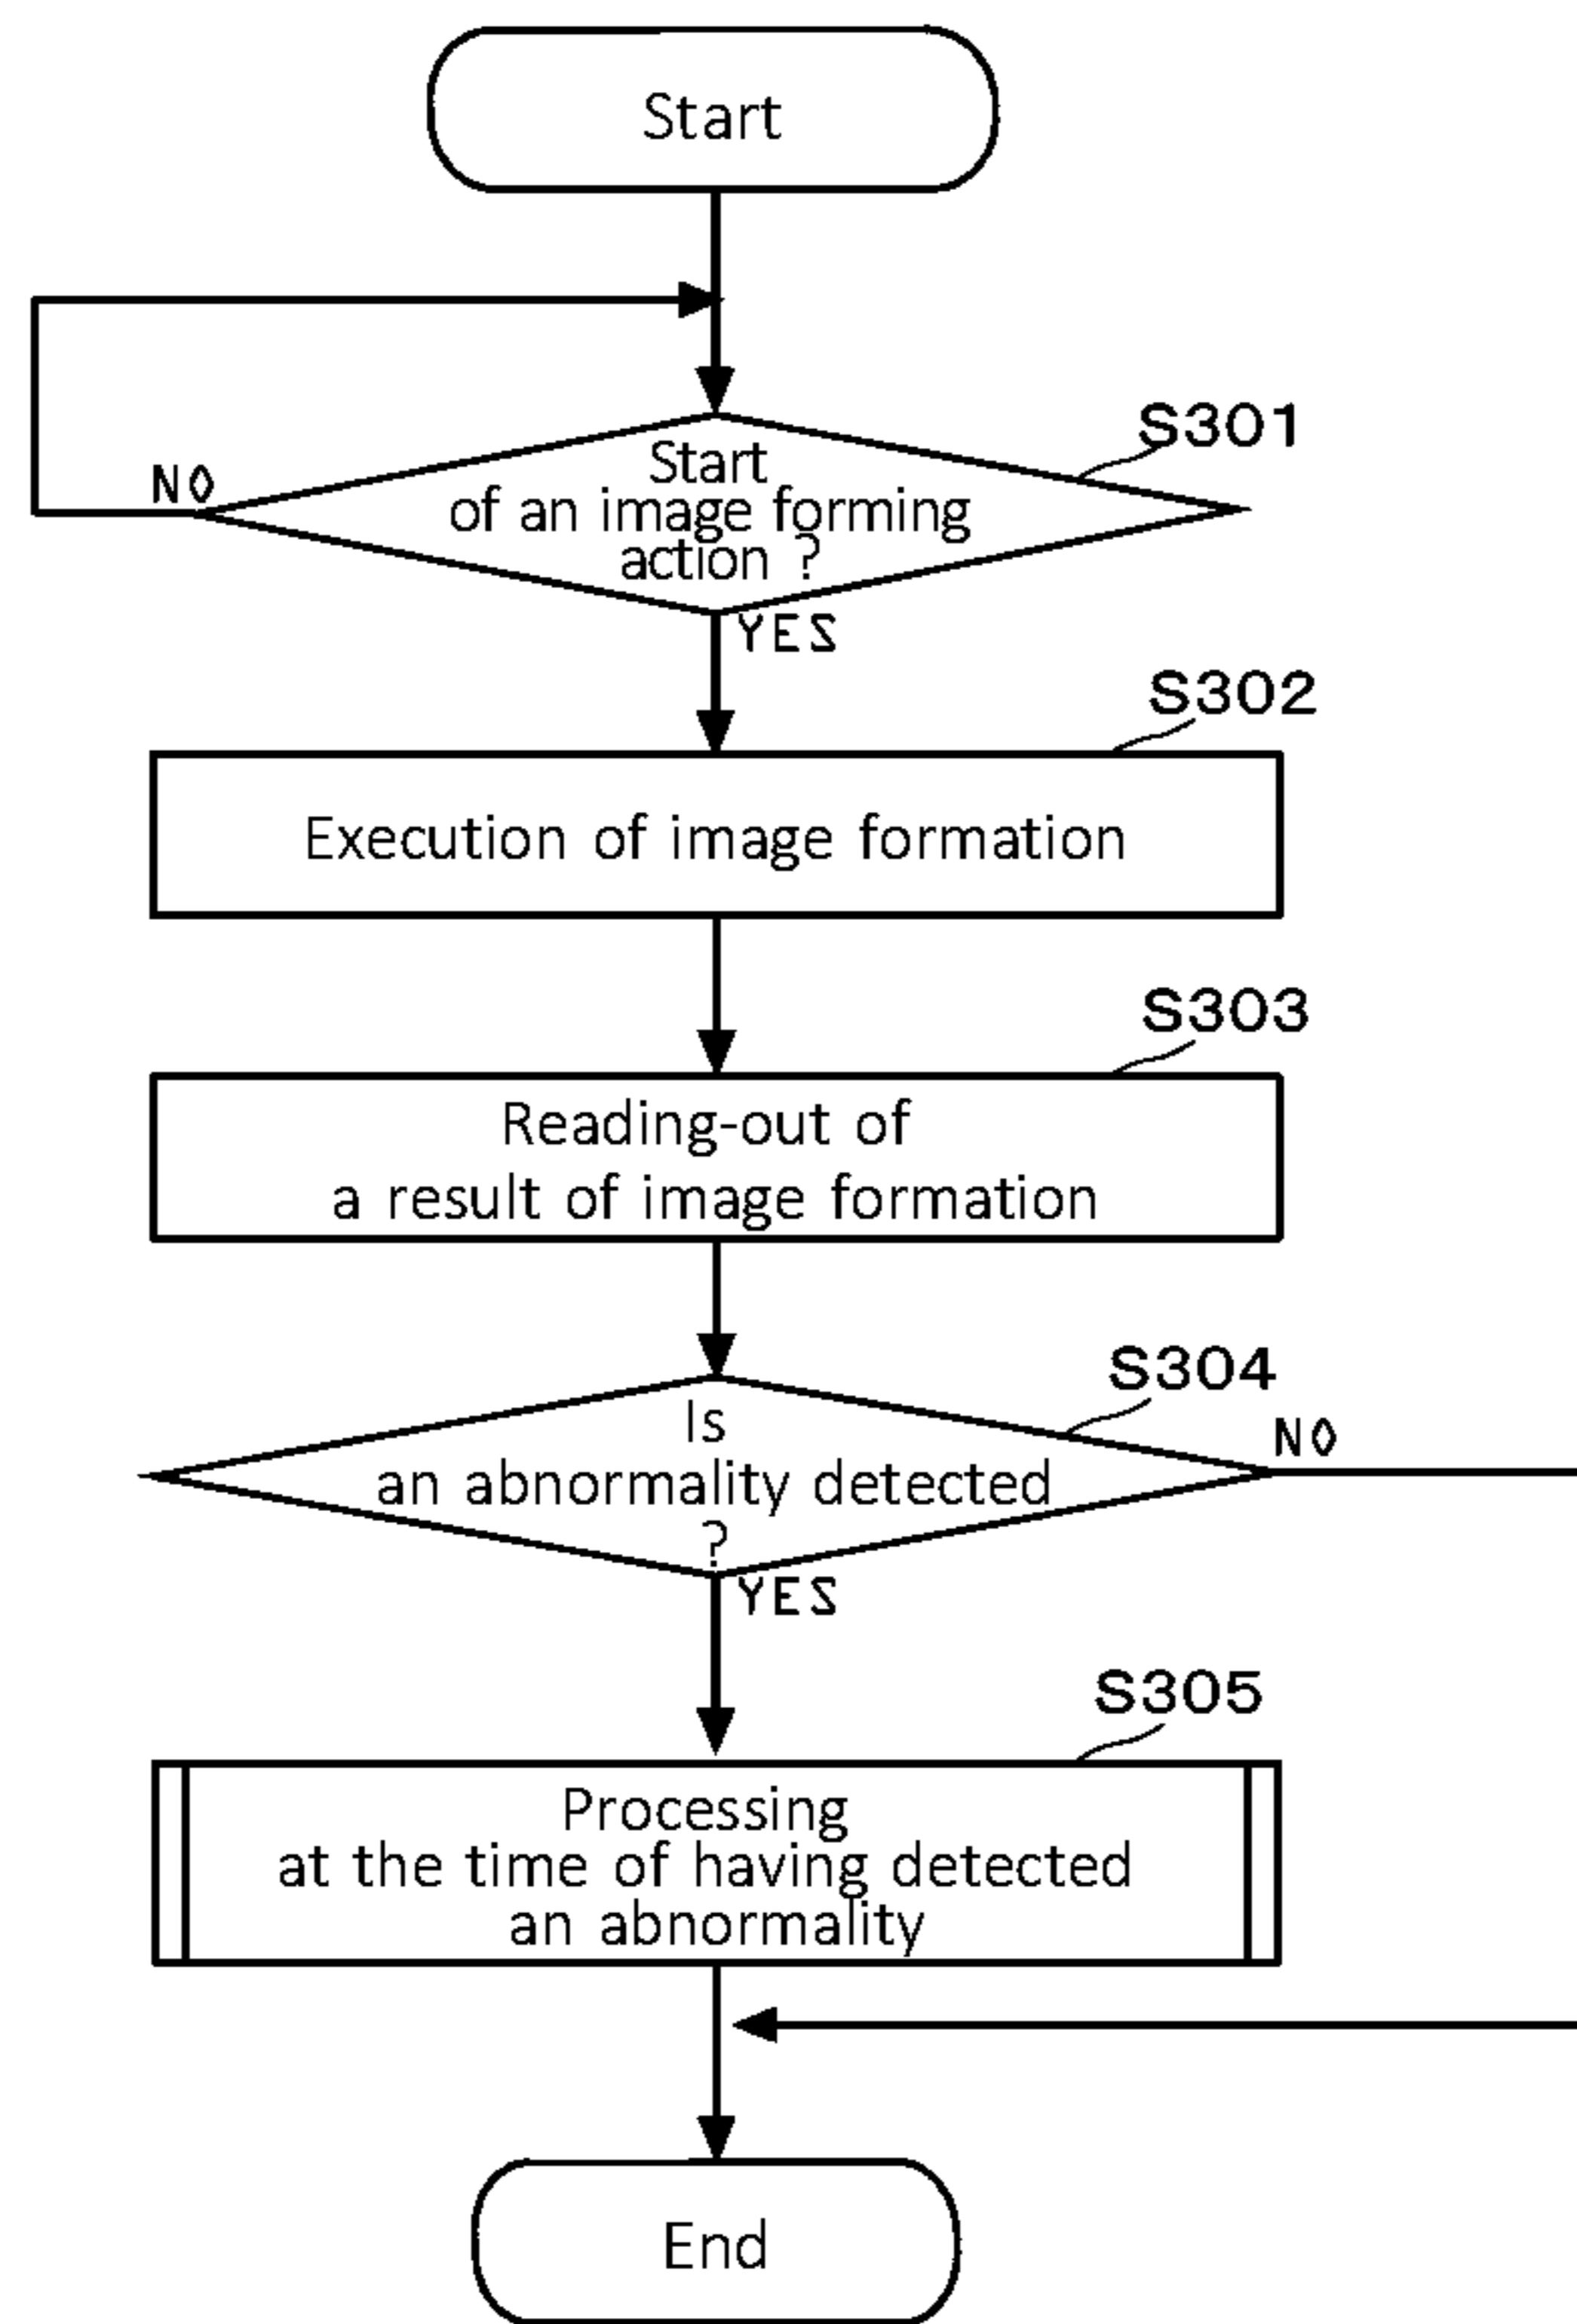 Start
S301
Start
of an image forming
action ?
NO
YES
S302
Execution of image formation
S303
Reading-out of
a result of image formation
S304
Is
an abnormality detected
?
NO
YES
S305
Processing
at the time of having detected
an abnormality
End